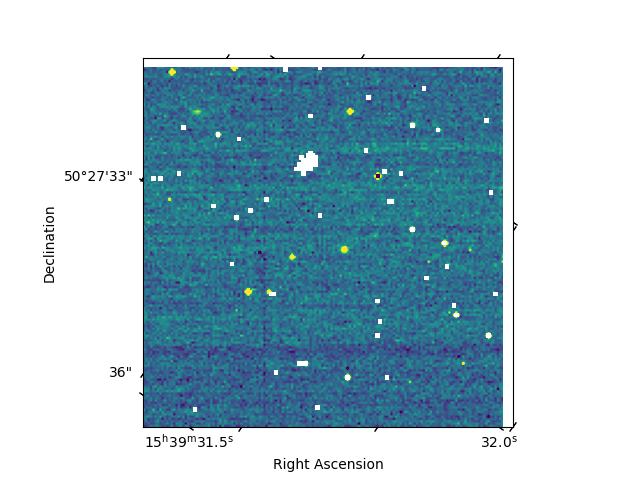 50°27'33"
Declination
36"
15ʰ39ᵐ31.5ˢ
32.0ˢ
Right Ascension